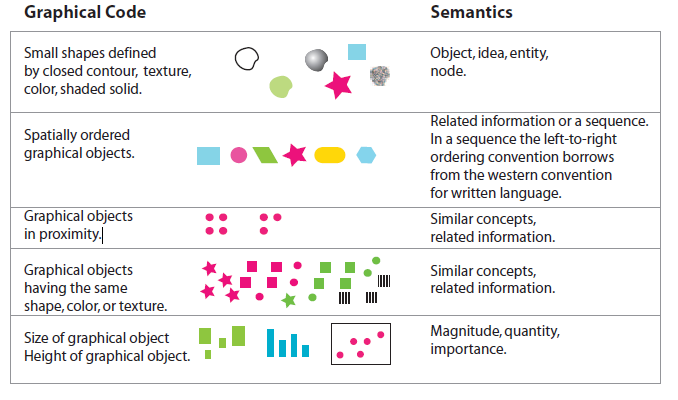 Graphical Code
Semantics
Small shapes defined
by closed contour, texture,
color, shaded solid.
Object, idea, entity,
node.
Spatially ordered
graphical objects.
Related information or a sequence.
In a sequence the left-to-right
ordering convention borrows
from the western convention
for written language.
Graphical objects
in proximity.
Similar concepts,
related information.
Graphical objects
having the same
shape, color, or texture.
Similar concepts,
related information.
Size of graphical object
Height of graphical object.
Magnitude, quantity,
importance.